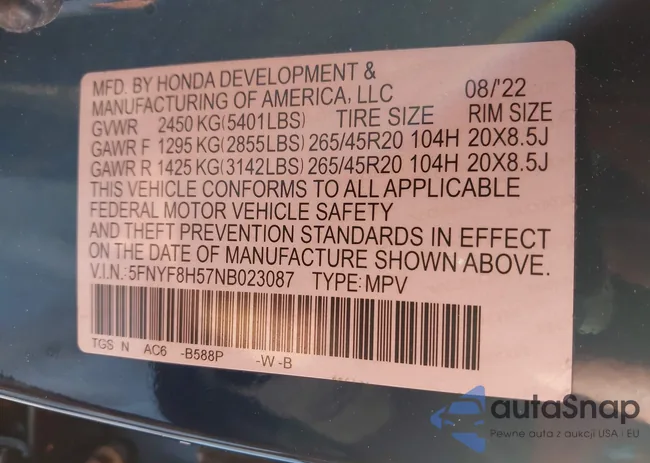 MFD. BY HONDA DEVELOPMENT &
MANUFACTURING OF AMERICA, LLC 08/'22
GVWR 2450 KG(5401LBS) TIRE SIZE RIM SIZE
GAWR F 1295 KG(2855LBS) 265/45R20 104H 20X8.5J
GAWR R 1425 KG(3142LBS) 265/45R20 104H 20X8.5J
THIS VEHICLE CONFORMS TO ALL APPLICABLE
FEDERAL MOTOR VEHICLE SAFETY
AND THEFT PREVENTION STANDARDS IN EFFECT
ON THE DATE OF MANUFACTURE SHOWN ABOVE.
V.I.N.:5FNYF8H57NB023087 TYPE:MPV
TGS N AC6 -B588P -W -B
autaSnap
Pewne auta z aukcji USA i EU